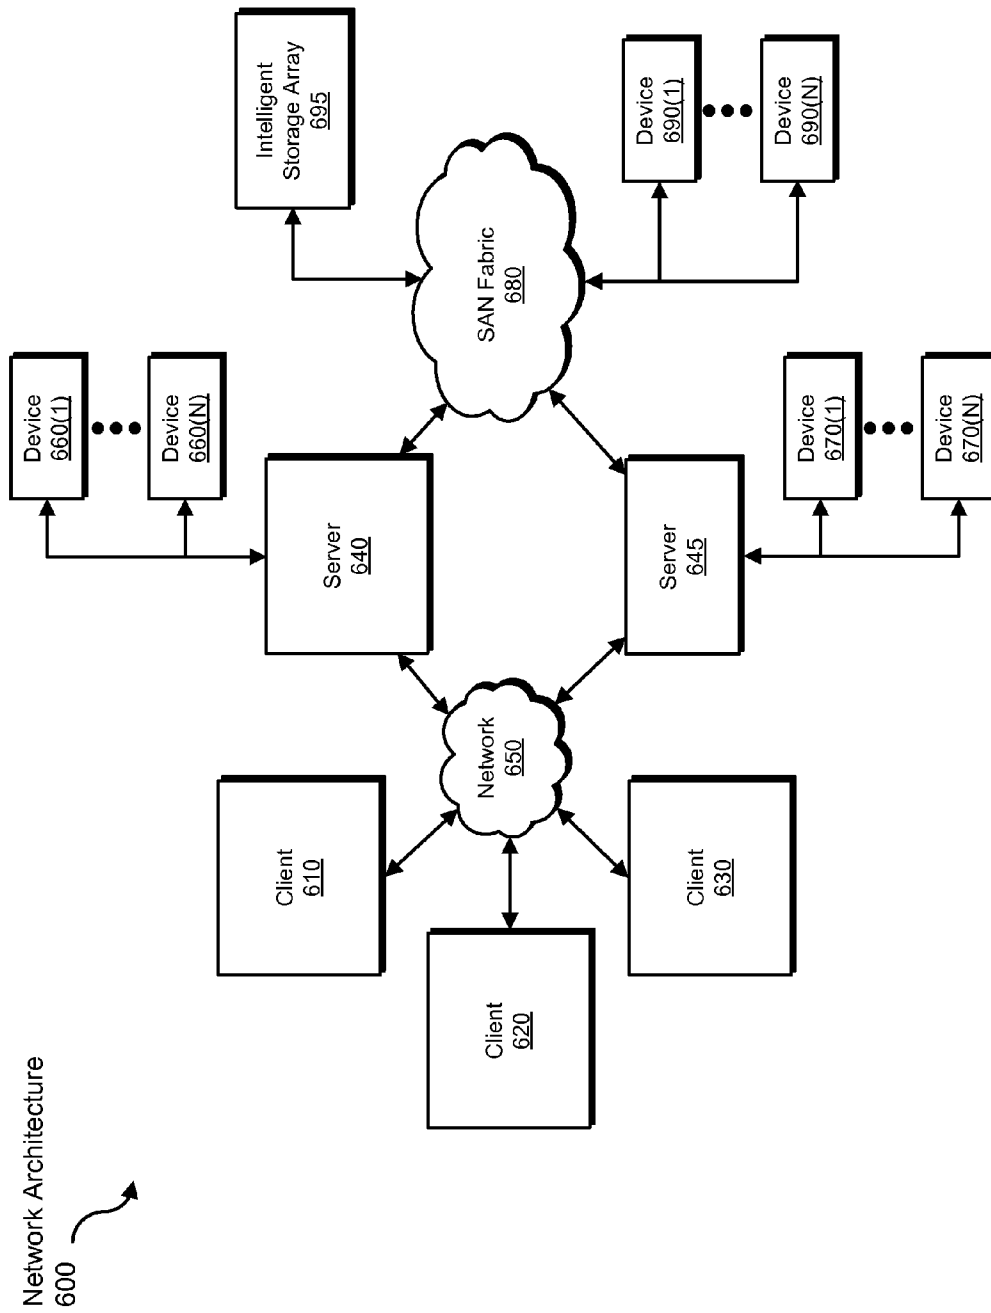 Network Architecture
600
Client
610
Client
620
Client
630
Network
650
Server
640
Server
645
Device
660(1)
Device
660(N)
Device
670(1)
Device
670(N)
SAN Fabric
680
Intelligent
Storage Array
695
Device
690(1)
Device
690(N)